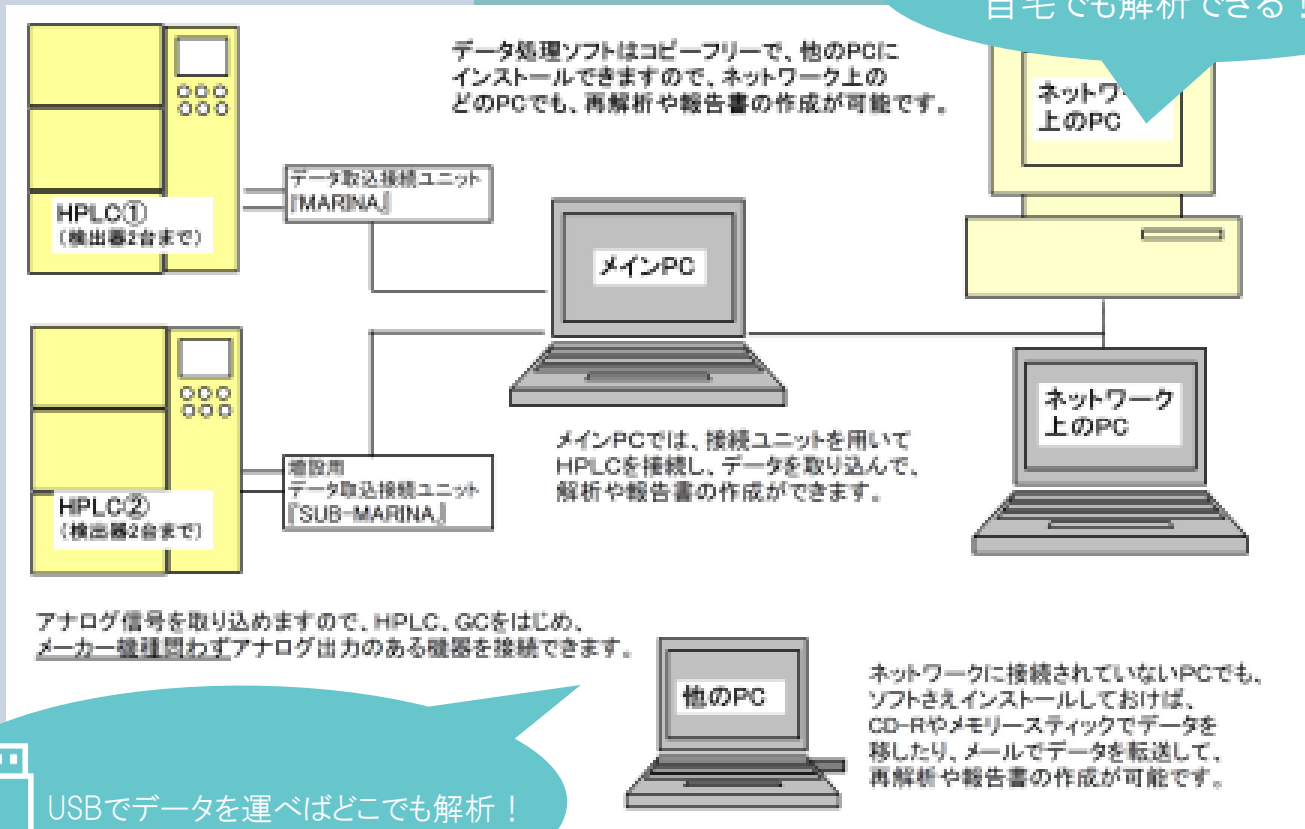 自宅でも解析できる！
データ処理ソフトはコピーフリーで、他のPCに
インストールできますので、ネットワーク上の
どのPCでも、再解析や報告書の作成が可能です。
ネットワ
上のPC
データ取込接続ユニット
『MARINA』
HPLC①
（検出器2台まで）
メインPC
ネットワーク
上のPC
メインPCでは、接続ユニットを用いて
HPLCを接続し、データを取り込んで、
解析や報告書の作成ができます。
増設用
データ取込接続ユニット
『SUB-MARINA』
HPLC②
（検出器2台まで）
アナログ信号を取り込めますので、HPLC、GCをはじめ、
メーカー機種問わずアナログ出力のある機器を接続できます。
他のPC
ネットワークに接続されていないPCでも、
ソフトさえインストールしておけば、
CD-Rやメモリースティックでデータを
移したり、メールでデータを転送して、
再解析や報告書の作成が可能です。
USBでデータを運べばどこでも解析！